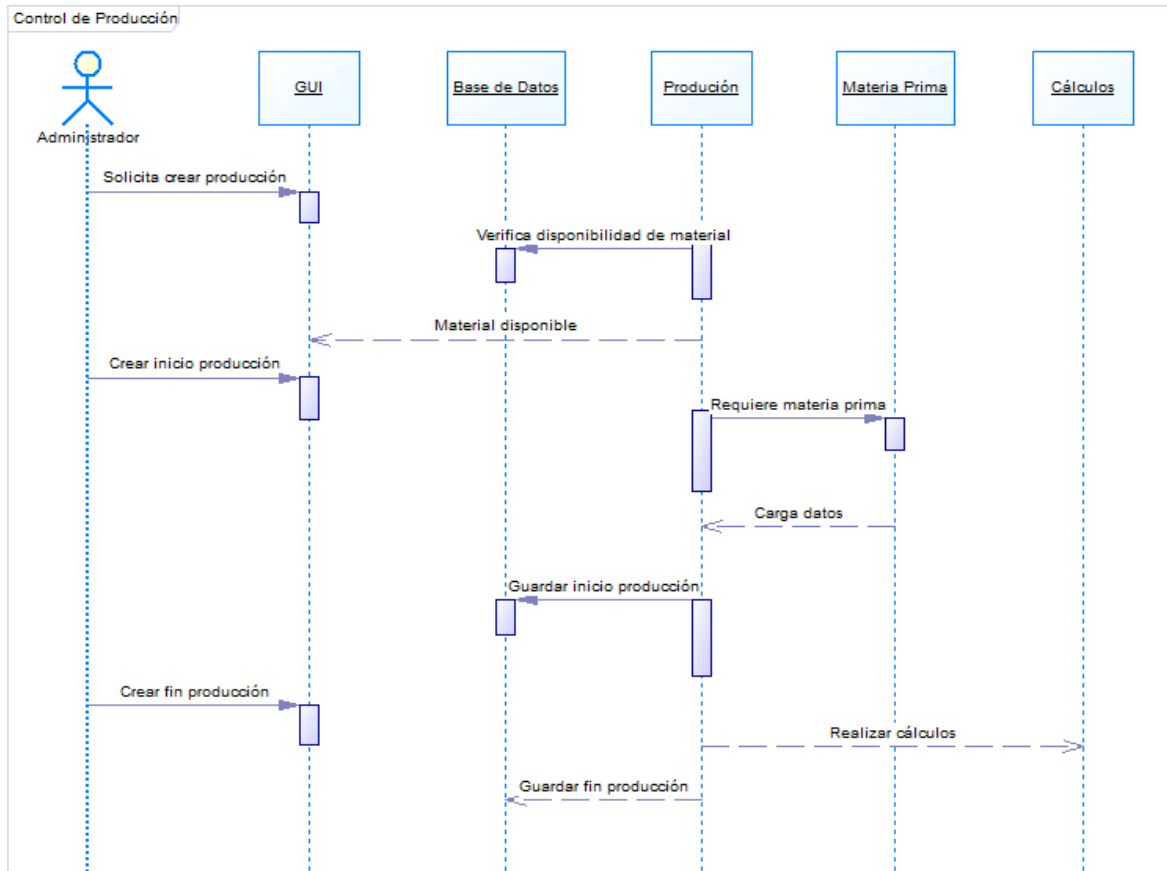 Control de Producción
Administrador
GUI
Base de Datos
Produción
Materia Prima
Cálculos
Solicita crear producción
Verifica disponibilidad de material
Material disponible
Crear inicio producción
Requiere materia prima
Carga datos
Guardar inicio producción
Crear fin producción
Realizar cálculos
Guardar fin producción